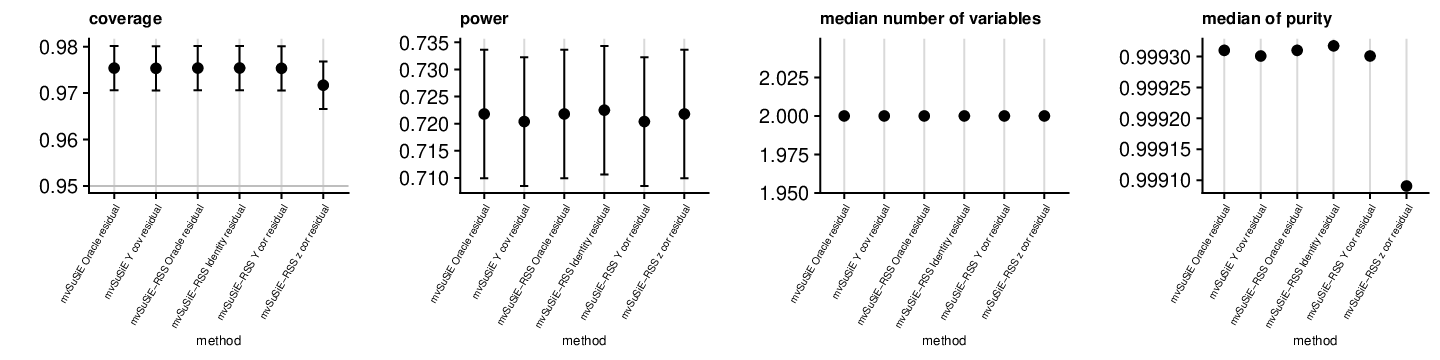 coverage
0.98
0.97
0.96
0.95
mvSuSiE Oracle residual
mvSuSiE Y cov residual
mvSuSiE−RSS Oracle residual
mvSuSiE−RSS Identity residual
mvSuSiE−RSS Y cor residual
mvSuSiE−RSS z cor residual
method
power
0.735
0.730
0.725
0.720
0.715
0.710
mvSuSiE Oracle residual
mvSuSiE Y cov residual
mvSuSiE−RSS Oracle residual
mvSuSiE−RSS Identity residual
mvSuSiE−RSS Y cor residual
mvSuSiE−RSS z cor residual
method
median number of variables
2.025
2.000
1.975
1.950
mvSuSiE Oracle residual
mvSuSiE Y cov residual
mvSuSiE−RSS Oracle residual
mvSuSiE−RSS Identity residual
mvSuSiE−RSS Y cor residual
mvSuSiE−RSS z cor residual
method
median of purity
0.99930
0.99925
0.99920
0.99915
0.99910
mvSuSiE Oracle residual
mvSuSiE Y cov residual
mvSuSiE−RSS Oracle residual
mvSuSiE−RSS Identity residual
mvSuSiE−RSS Y cor residual
mvSuSiE−RSS z cor residual
method